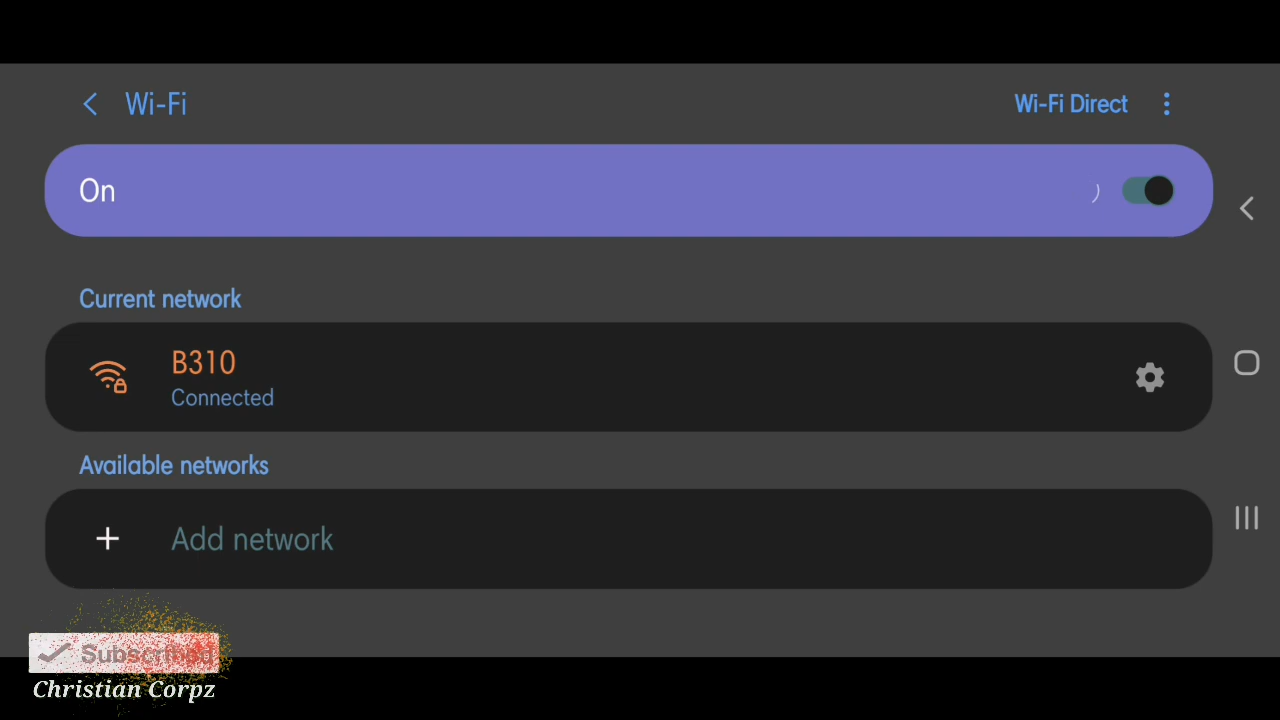 Wi-Fi
Wi-Fi Direct
On
Current network
B310
Connected
Available networks
Add network
Subscribed
Christian Corpz